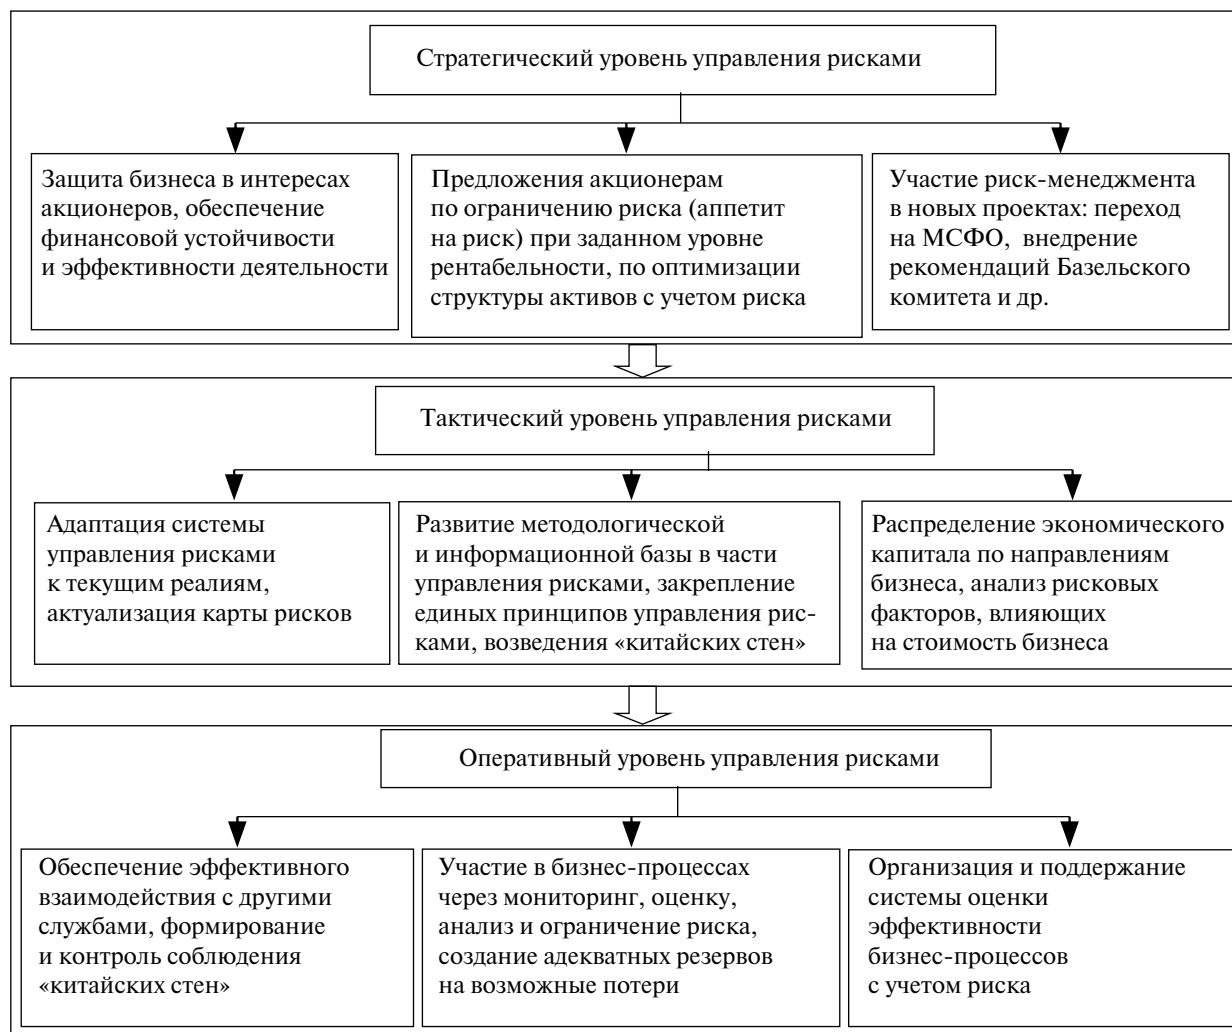 Стратегический уровень управления рисками
Защита бизнеса в интересах
акционеров, обеспечение
финансовой устойчивости
и эффективности деятельности
Предложения акционерам
по ограничению риска (аппетит
на риск) при заданном уровне
рентабельности, по оптимизации
структуры активов с учетом риска
Участие риск-менеджмента
в новых проектах: переход
на МСФО, внедрение
рекомендаций Базельского
комитета и др.
Тактический уровень управления рисками
Адаптация системы
управления рисками
к текущим реалиям,
актуализация карты рисков
Развитие методологической
и информационной базы в части
управления рисками, закрепление
единых принципов управления рис-
ками, возведения «китайских стен»
Распределение экономического
капитала по направлениям
бизнеса, анализ рисковых
факторов, влияющих
на стоимость бизнеса
Оперативный уровень управления рисками
Обеспечение эффективного
взаимодействия с другими
службами, формирование
и контроль соблюдения
«китайских стен»
Участие в бизнес-процессах
через мониторинг, оценку,
анализ и ограничение риска,
создание адекватных резервов
на возможные потери
Организация и поддержание
системы оценки
эффективности
бизнес-процессов
с учетом риска